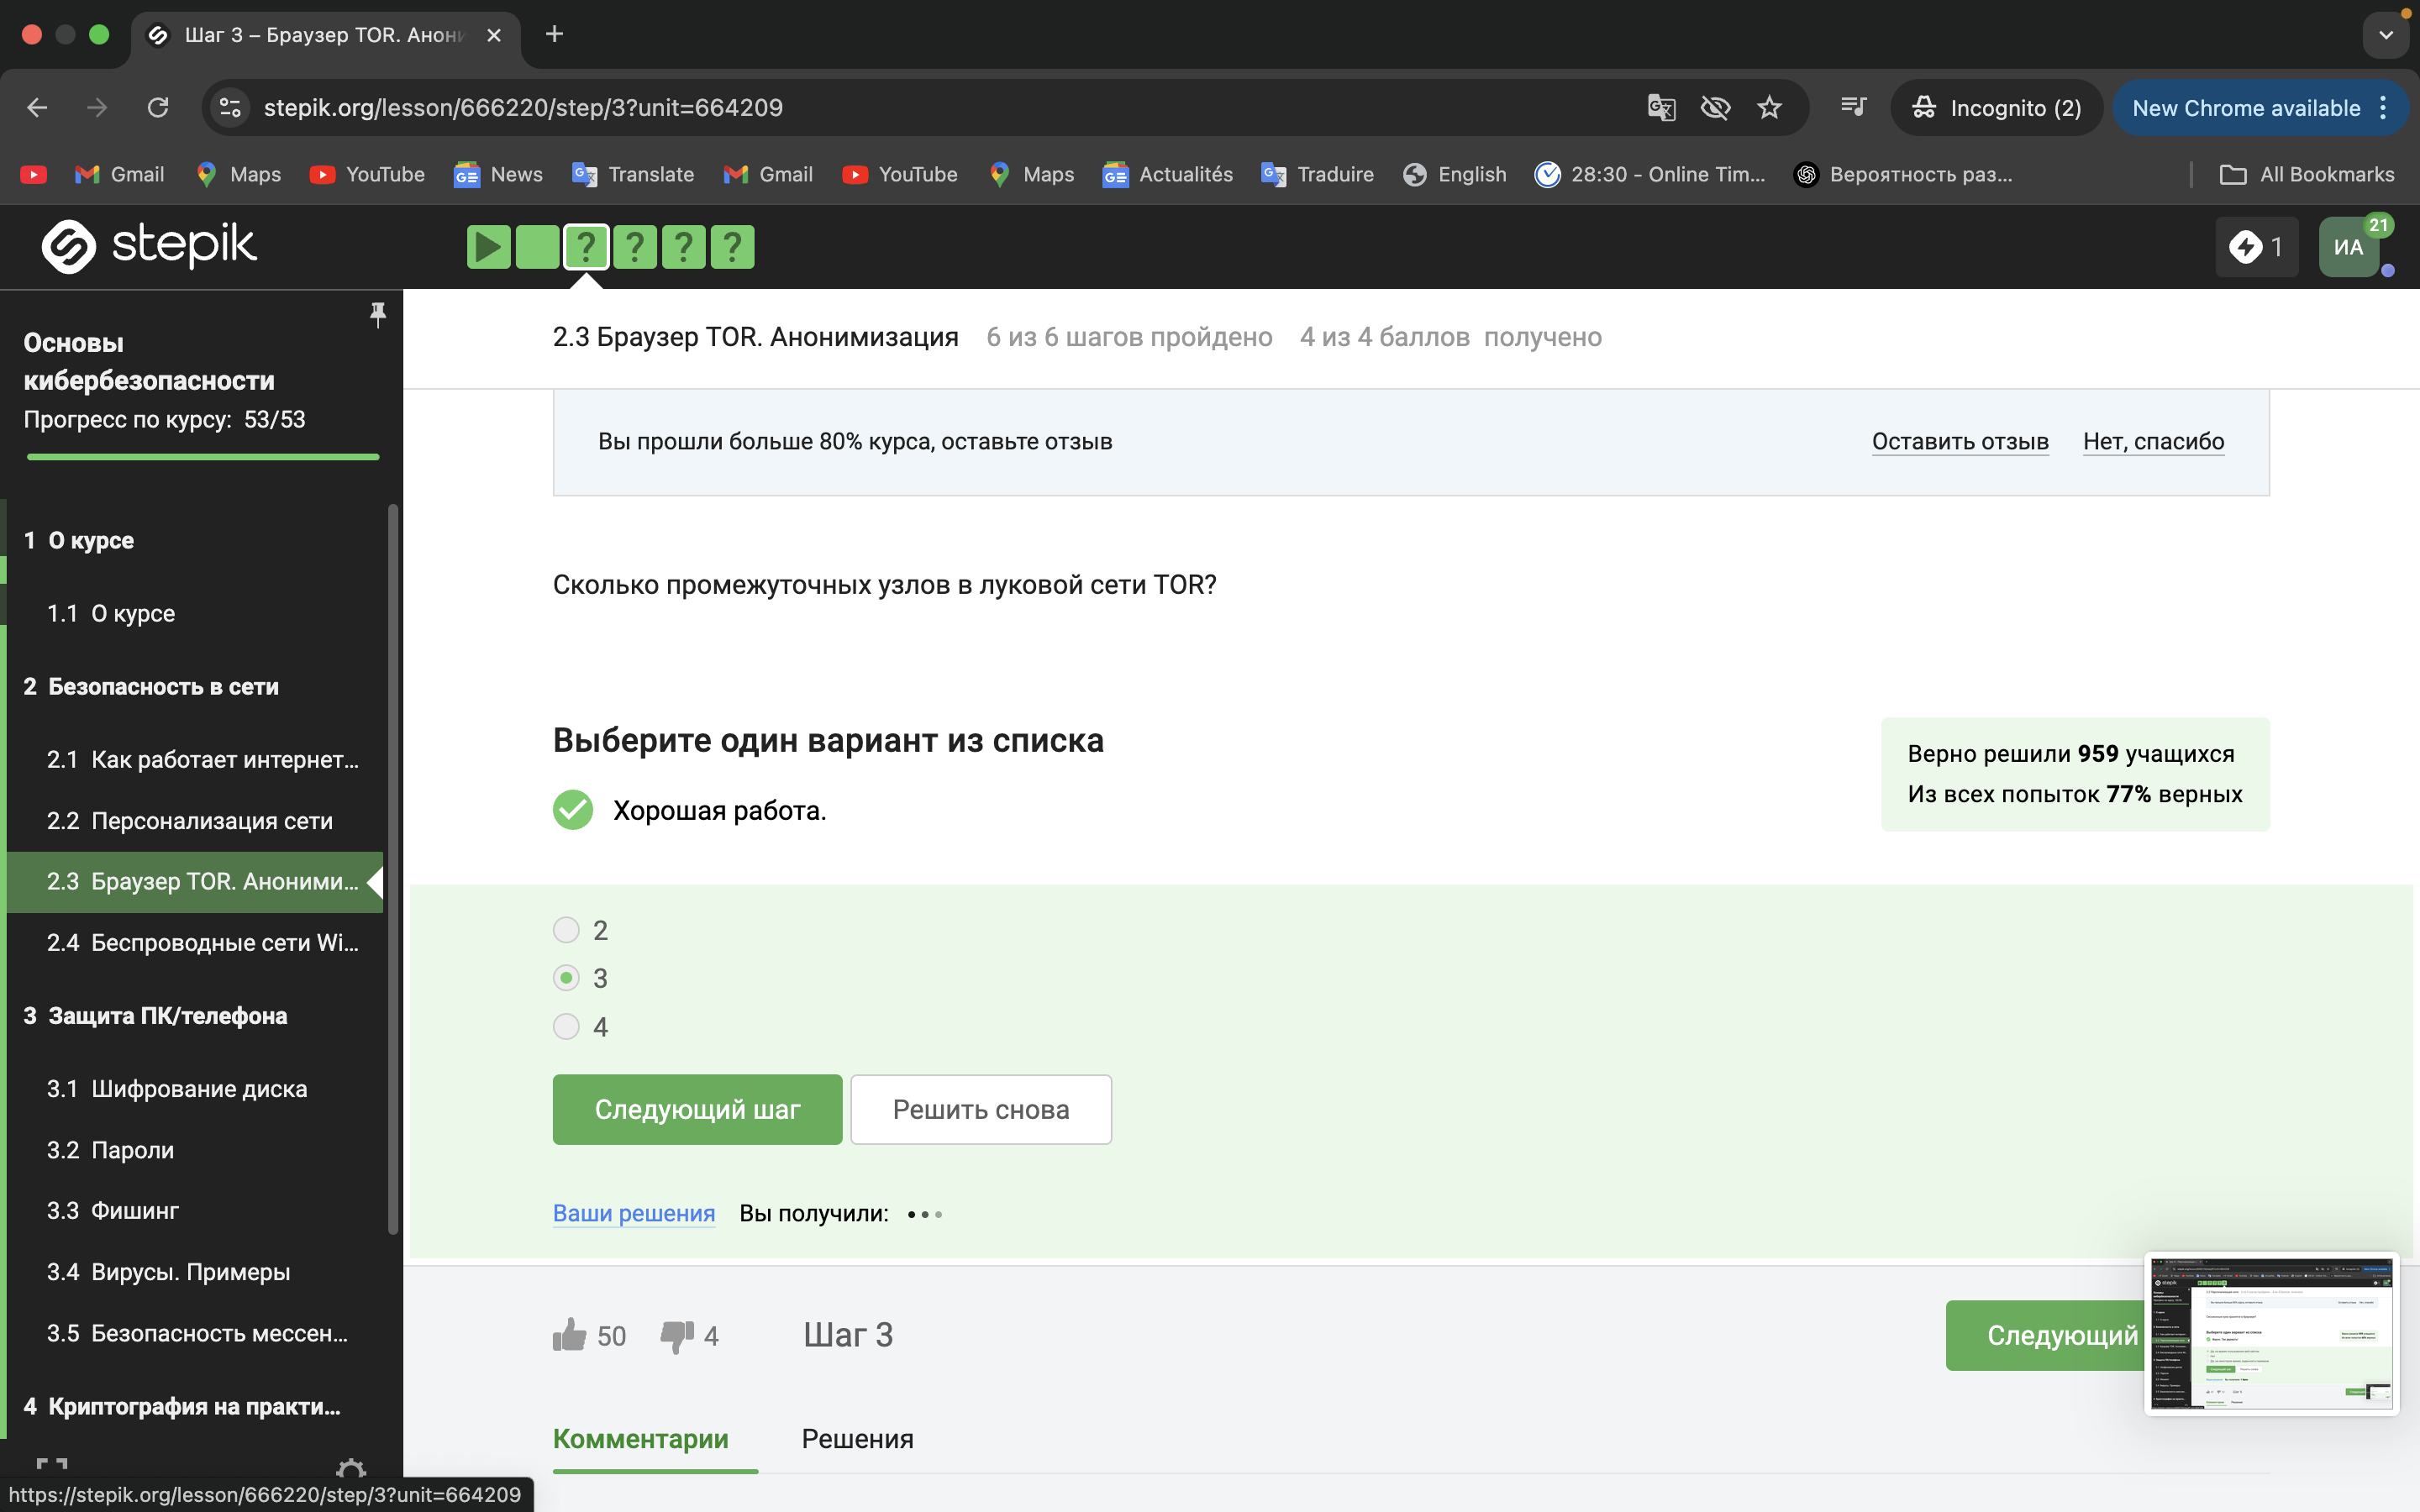 Шаг 3 – Браузер TOR. Анони
stepik.org/lesson/666220/step/3?unit=664209
Incognito (2)
New Chrome available
Gmail
Maps
YouTube
News
Translate
Gmail
YouTube
Maps
Actualités
Traduire
English
28:30 - Online Tim...
Вероятность раз...
All Bookmarks
stepik
? ? ? ?
1
ИА
21
Основы
кибербезопасности
Прогресс по курсу: 53/53
1 О курсе
1.1 О курсе
2 Безопасность в сети
2.1 Как работает интернет...
2.2 Персонализация сети
2.3 Браузер TOR. Аноними...
2.4 Беспроводные сети Wi...
3 Защита ПК/телефона
3.1 Шифрование диска
3.2 Пароли
3.3 Фишинг
3.4 Вирусы. Примеры
3.5 Безопасность мессен...
4 Криптография на практи...
https://stepik.org/lesson/666220/step/3?unit=664209
2.3 Браузер TOR. Анонимизация 6 из 6 шагов пройдено 4 из 4 баллов получено
Вы прошли больше 80% курса, оставьте отзыв
Оставить отзыв
Нет, спасибо
Сколько промежуточных узлов в луковой сети TOR?
Выберите один вариант из списка
Хорошая работа.
Верно решили 959 учащихся
Из всех попыток 77% верных
2
3
4
Следующий шаг
Решить снова
Ваши решения
Вы получили:
50
4
Шаг 3
Следующий
Комментарии
Решения